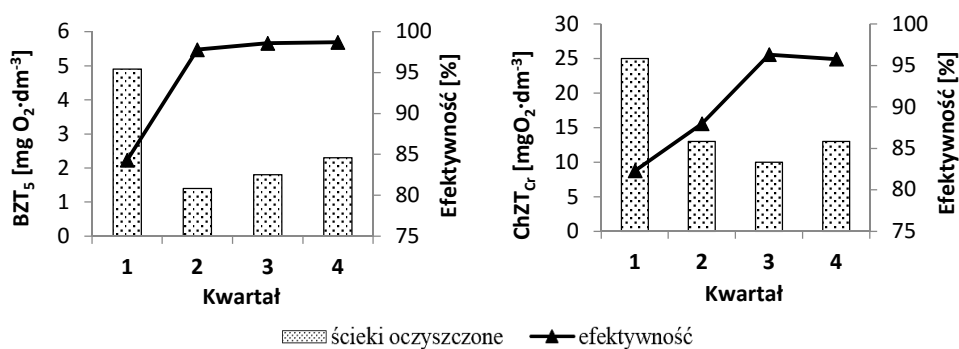 BZT5 [mg O2·dm-3]
6
5
4
3
2
1
0
100
95
90
85
80
75
Efektywność [%]
1 2 3 4
Kwartał
ChZTCr [mgO2·dm-3]
30
25
20
15
10
5
0
100
95
90
85
80
75
Efektywność [%]
1 2 3 4
Kwartał
ścieki oczyszczone efektywność